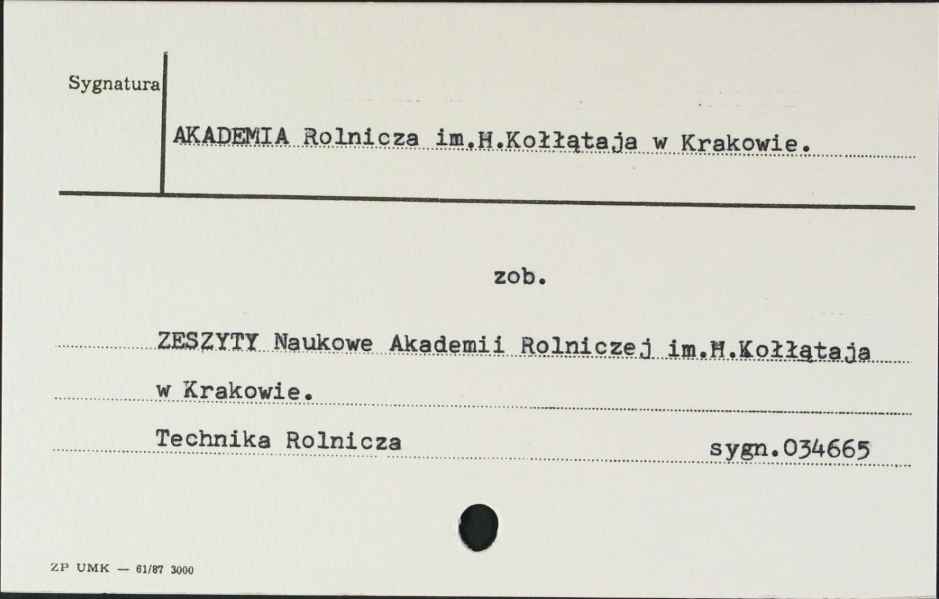 Sygnatura
AKADEMIA Rolnicza im.H.Kołłątaja w Krakowie.
zob.
ZESZYTY Naukowe Akademii Rolniczej im.H.Kołłątaja
w Krakowie.
Technika Rolnicza sygn.034665
ZP UMK — 61/87 3000